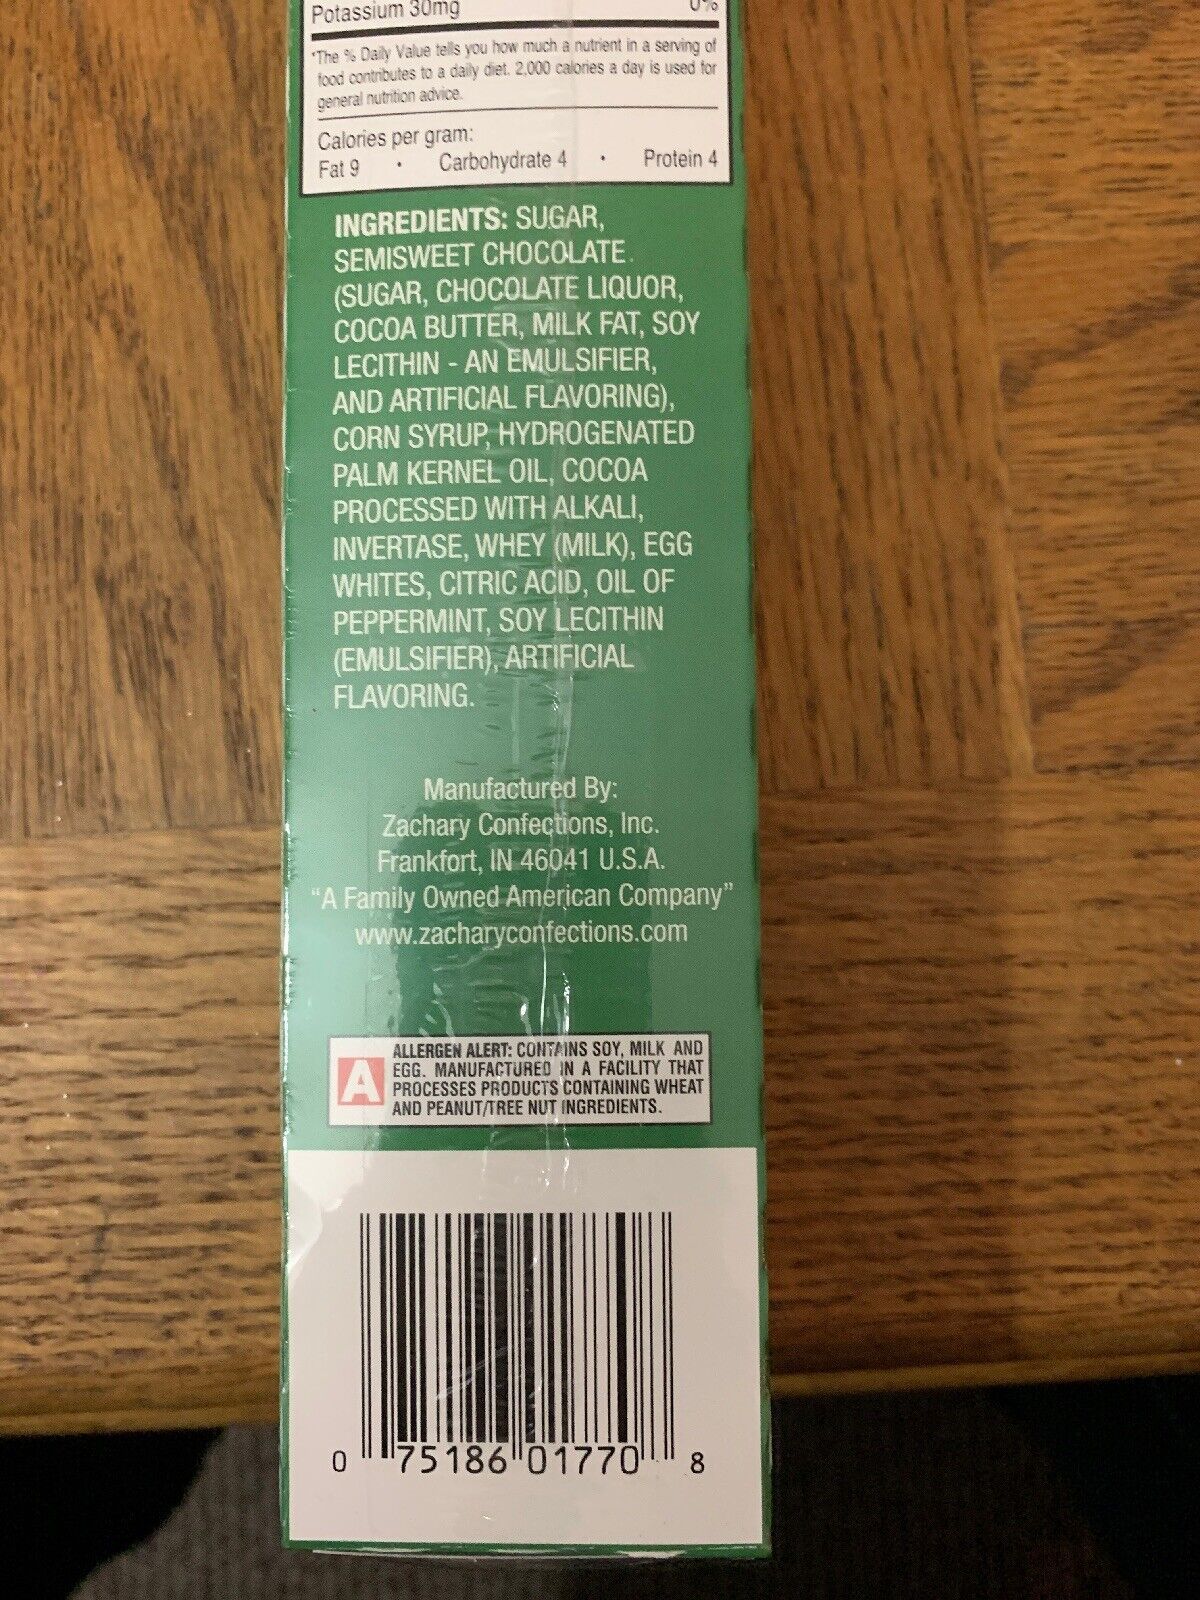 Potassium 30mg 0%
*The % Daily Value tells you how much a nutrient in a serving of
food contributes to a daily diet. 2,000 calories a day is used for
general nutrition advice.
Calories per gram:
Fat 9 • Carbohydrate 4 • Protein 4
INGREDIENTS: SUGAR,
SEMISWEET CHOCOLATE
(SUGAR, CHOCOLATE LIQUOR,
COCOA BUTTER, MILK FAT, SOY
LECITHIN - AN EMULSIFIER,
AND ARTIFICIAL FLAVORING),
CORN SYRUP, HYDROGENATED
PALM KERNEL OIL, COCOA
PROCESSED WITH ALKALI,
INVERTASE, WHEY (MILK), EGG
WHITES, CITRIC ACID, OIL OF
PEPPERMINT, SOY LECITHIN
(EMULSIFIER), ARTIFICIAL
FLAVORING.
Manufactured By:
Zachary Confections, Inc.
Frankfort, IN 46041 U.S.A.
"A Family Owned American Company"
www.zacharyconfections.com
A
ALLERGEN ALERT: CONTAINS SOY, MILK AND
EGG. MANUFACTURED IN A FACILITY THAT
PROCESSES PRODUCTS CONTAINING WHEAT
AND PEANUT/TREE NUT INGREDIENTS.
0 75186 01770 8